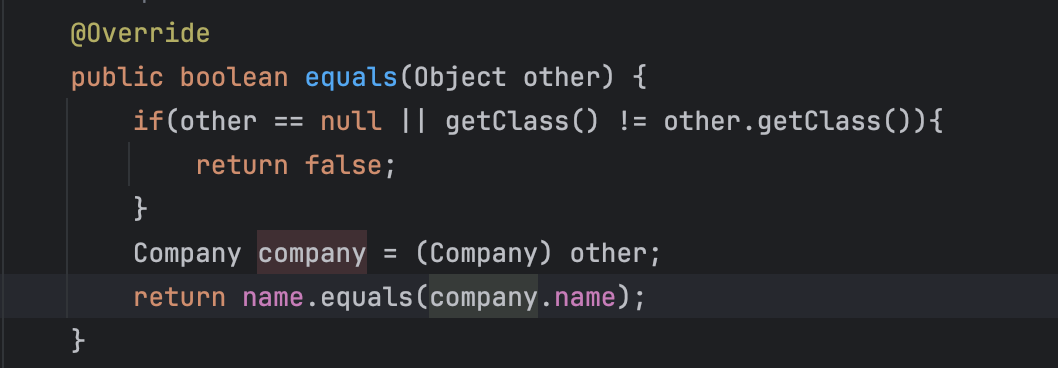 @Override
public boolean equals(Object other) {
if(other == null || getClass() != other.getClass()){
return false;
}
Company company = (Company) other;
return name.equals(company.name);
}